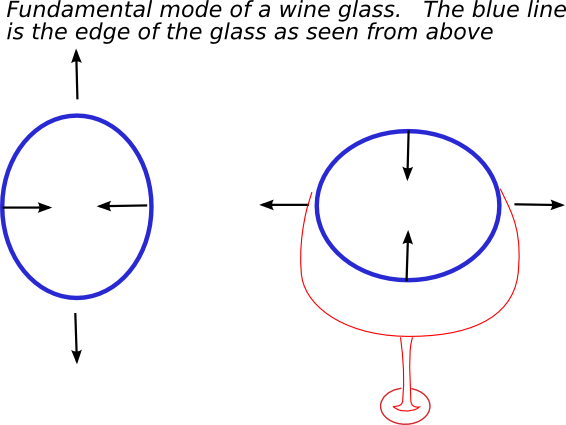 Fundamental mode of a wine glass. The blue line
is the edge of the glass as seen from above